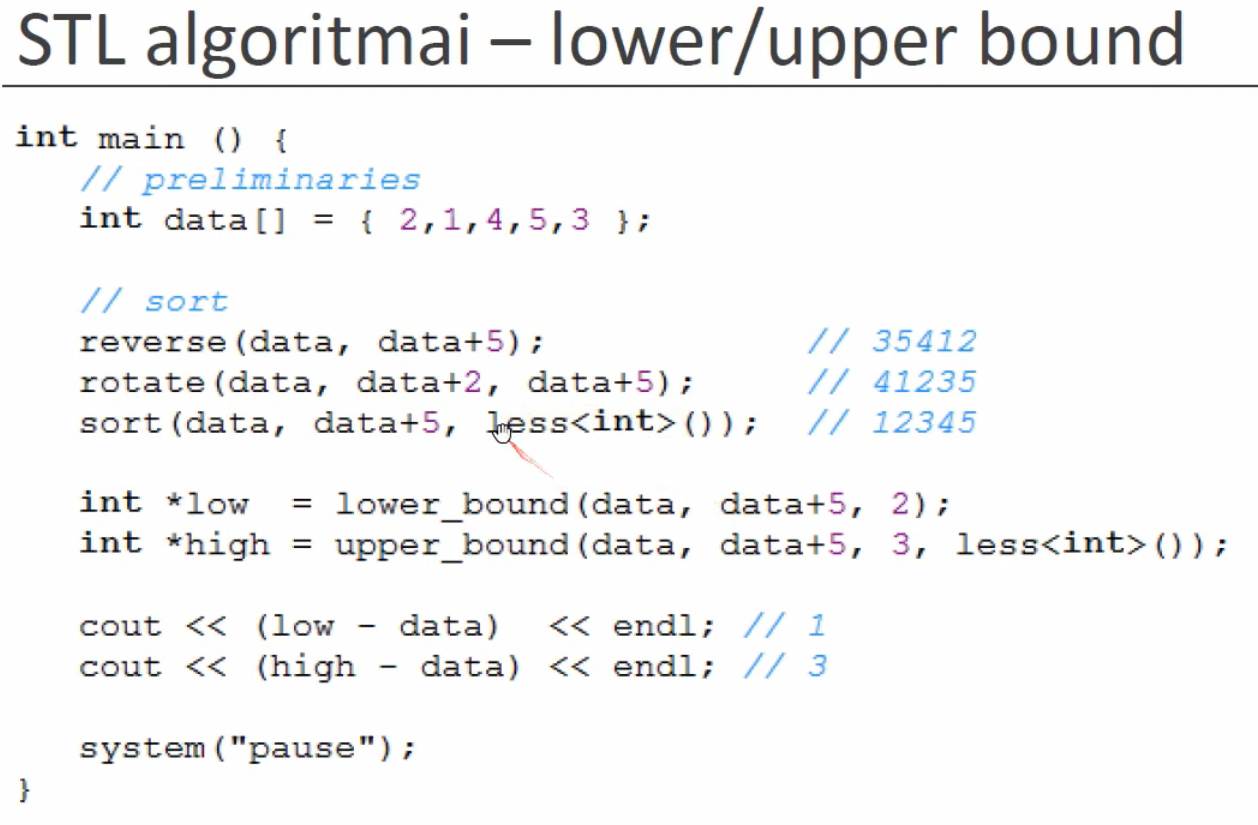 STL algoritmai – lower/upper bound
int main () {
// preliminaries
int data[] = { 2,1,4,5,3 };
// sort
reverse(data, data+5); // 35412
rotate(data, data+2, data+5); // 41235
sort(data, data+5, less<int>()); // 12345
int *low = lower_bound(data, data+5, 2);
int *high = upper_bound(data, data+5, 3, less<int>());
cout << (low - data) << endl; // 1
cout << (high - data) << endl; // 3
system("pause");
}